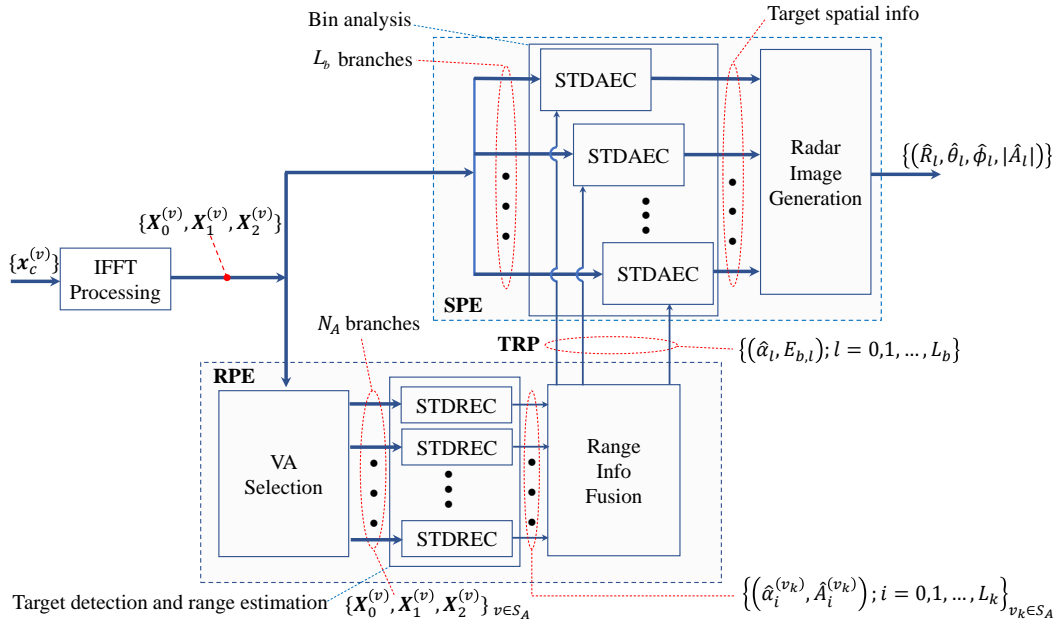 Bin analysis
Target spatial info
L_b branches
STDAEC
STDAEC
STDAEC
Radar
Image
Generation
{(R̂_l, θ̂_l, ϕ̂_l, |Â_l|)}
{X_0^(v), X_1^(v), X_2^(v)}
{x_c^(v)}
IFFT
Processing
SPE
N_A branches
TRP
{(α̂_l, E_{b,l}); l = 0,1, …, L_b}
RPE
VA
Selection
STDREC
STDREC
STDREC
Range
Info
Fusion
Target detection and range estimation
{X_0^(v), X_1^(v), X_2^(v)}_{v∈S_A}
{(α̂_i^(v_k), Â_i^(v_k)); i = 0,1, …, L_k}_{v_k∈S_A}